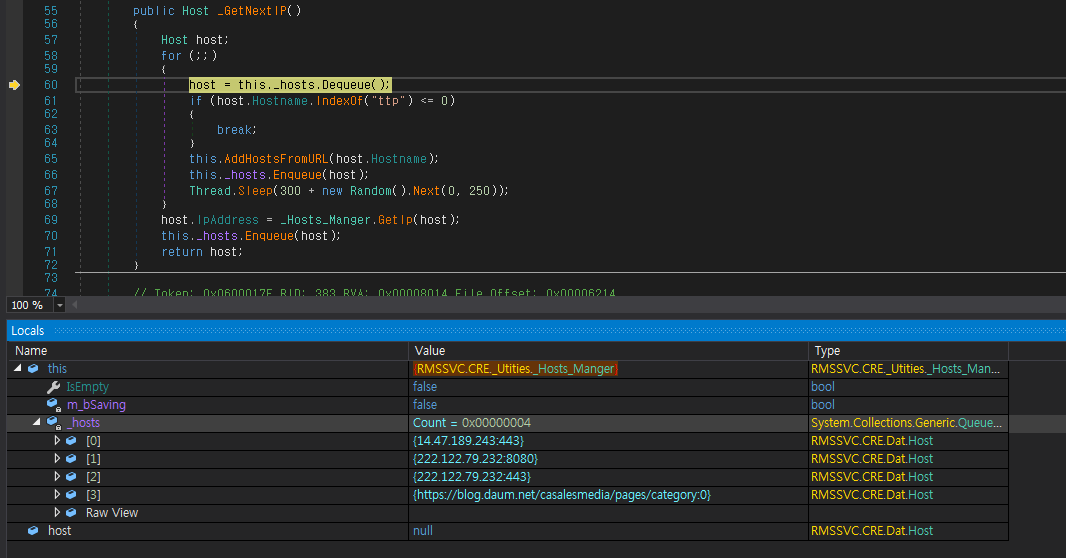 55 public Host _GetNextIP()
56 {
57 Host host;
58 for (;;)
59 {
60 host = this._hosts.Dequeue();
61 if (host.Hostname.IndexOf("ttp") <= 0)
62 {
63 break;
64 }
65 this.AddHostsFromURL(host.Hostname);
66 this._hosts.Enqueue(host);
67 Thread.Sleep(300 + new Random().Next(0, 250));
68 }
69 host.IpAddress = _Hosts_Manger.GetIp(host);
70 this._hosts.Enqueue(host);
71 return host;
72 }
73
74 // Token: 0x0600017F RID: 383 RVA: 0x00008014 File Offset: 0x00006214
100 %
Locals
Name Value Type
this RMSSVC.CRE._Utities._Hosts_Manger RMSSVC.CRE._Utities._Hosts_Man...
IsEmpty false bool
m_bSaving false bool
_hosts Count = 0x00000004 System.Collections.Generic.Queue...
[0] {14.47.189.243:443} RMSSVC.CRE.Dat.Host
[1] {222.122.79.232:8080} RMSSVC.CRE.Dat.Host
[2] {222.122.79.232:443} RMSSVC.CRE.Dat.Host
[3] {https://blog.daum.net/casalesmedia/pages/category:0} RMSSVC.CRE.Dat.Host
Raw View
host null RMSSVC.CRE.Dat.Host